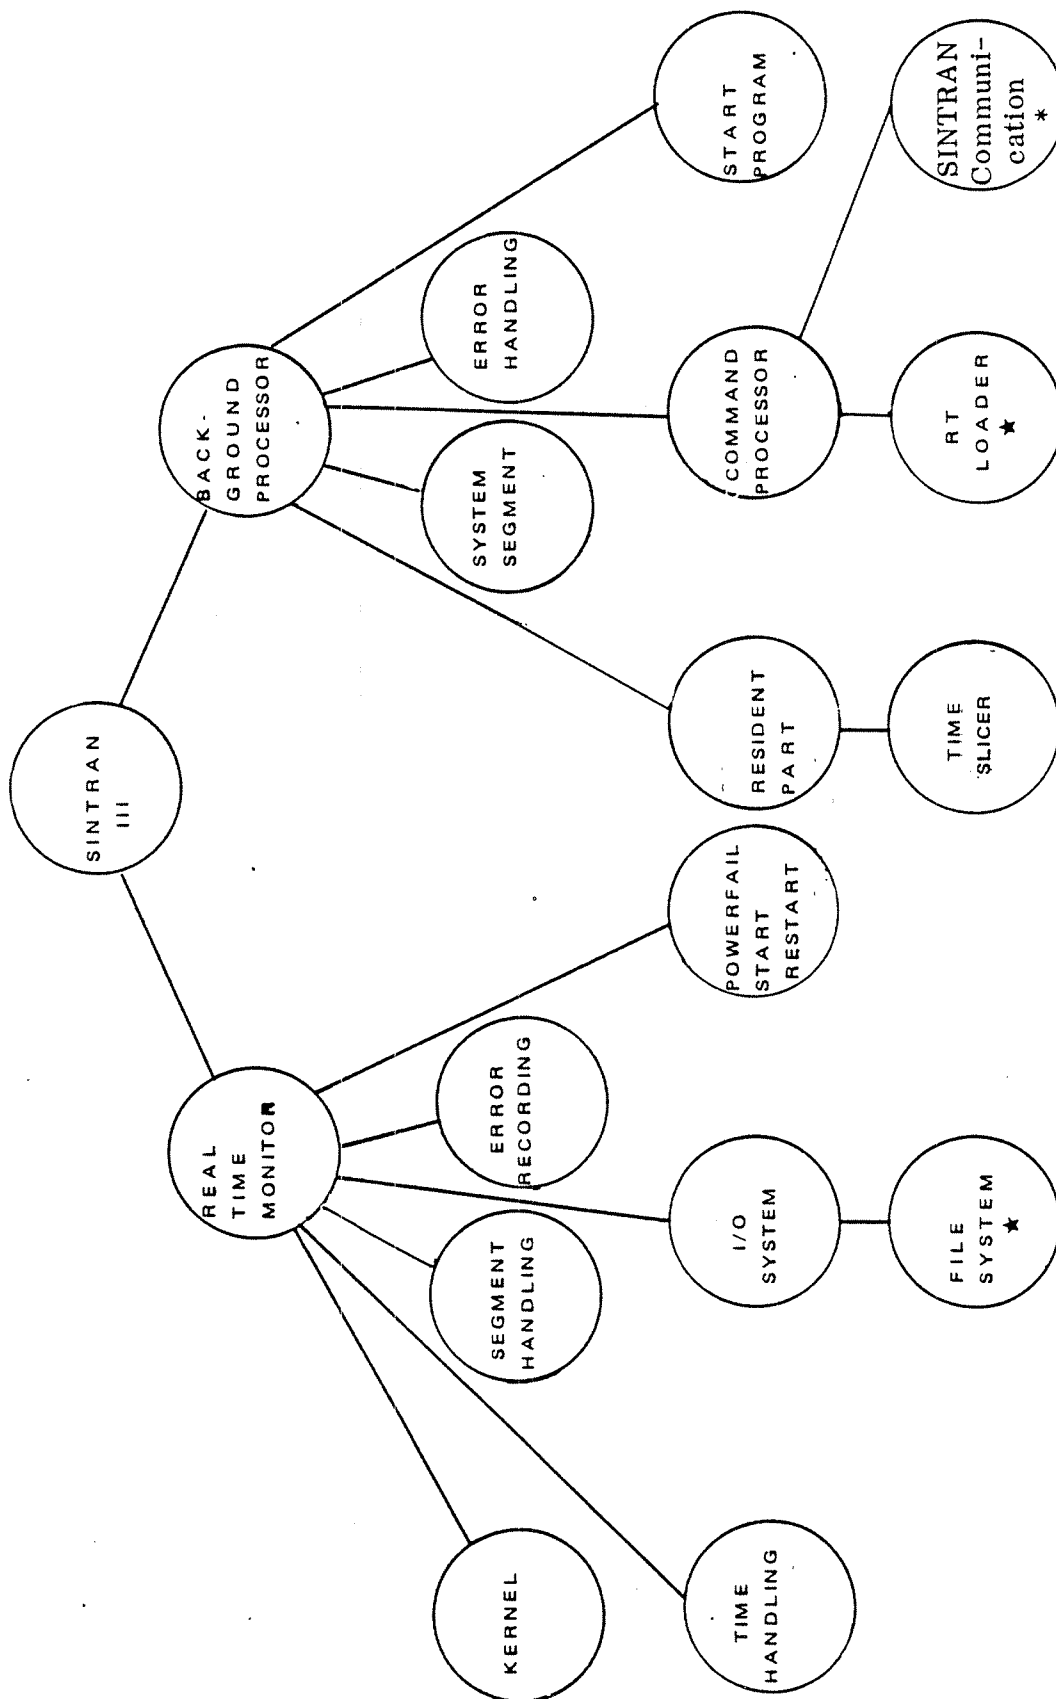 SINTRAN
III
REAL
TIME
MONITOR
BACK-
GROUND
PROCESSOR
KERNEL
SEGMENT
HANDLING
ERROR
RECORDING
SYSTEM
SEGMENT
ERROR
HANDLING
TIME
HANDLING
I/O
SYSTEM
POWERFAIL
START
RESTART
RESIDENT
PART
COMMAND
PROCESSOR
START
PROGRAM
FILE
SYSTEM
★
TIME
SLICER
RT
LOADER
★
SINTRAN
Communi-
cation
*